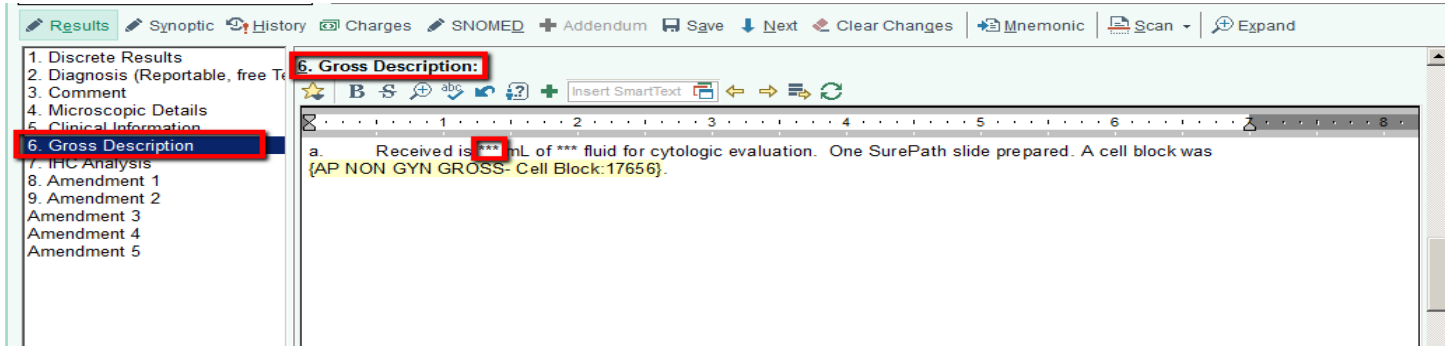 Results Synoptic History Charges SNOMED Addendum Save Next Clear Changes Mnemonic Scan Expand
1. Discrete Results
2. Diagnosis (Reportable, free Te
3. Comment
4. Microscopic Details
5. Clinical Information
6. Gross Description
7. IHC Analysis
8. Amendment 1
9. Amendment 2
Amendment 3
Amendment 4
Amendment 5
6. Gross Description:
B S abc Insert SmartText
1 2 3 4 5 6 7 8
a. Received is *** mL of *** fluid for cytologic evaluation. One SurePath slide prepared. A cell block was
{AP NON GYN GROSS- Cell Block:17656}.